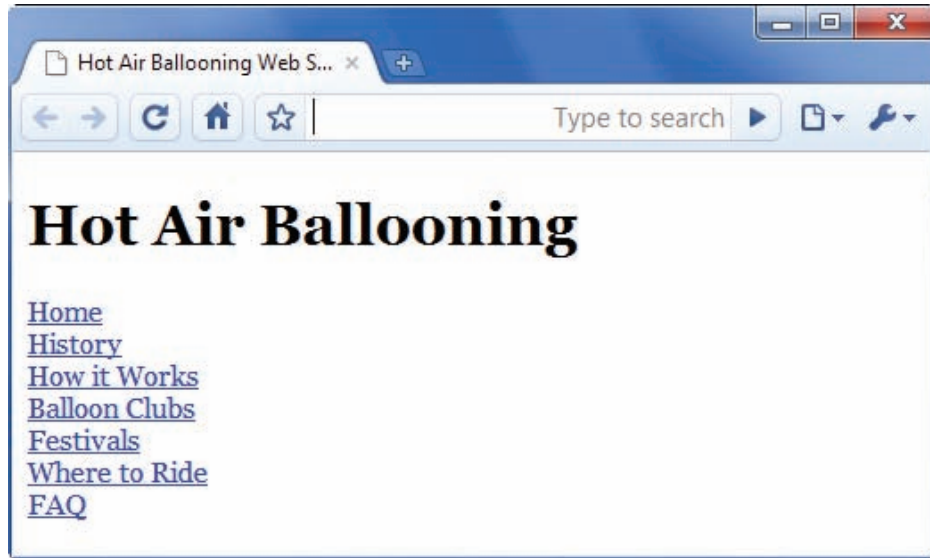 Hot Air Ballooning Web S...
Type to search
Hot Air Ballooning
Home
History
How it Works
Balloon Clubs
Festivals
Where to Ride
FAQ